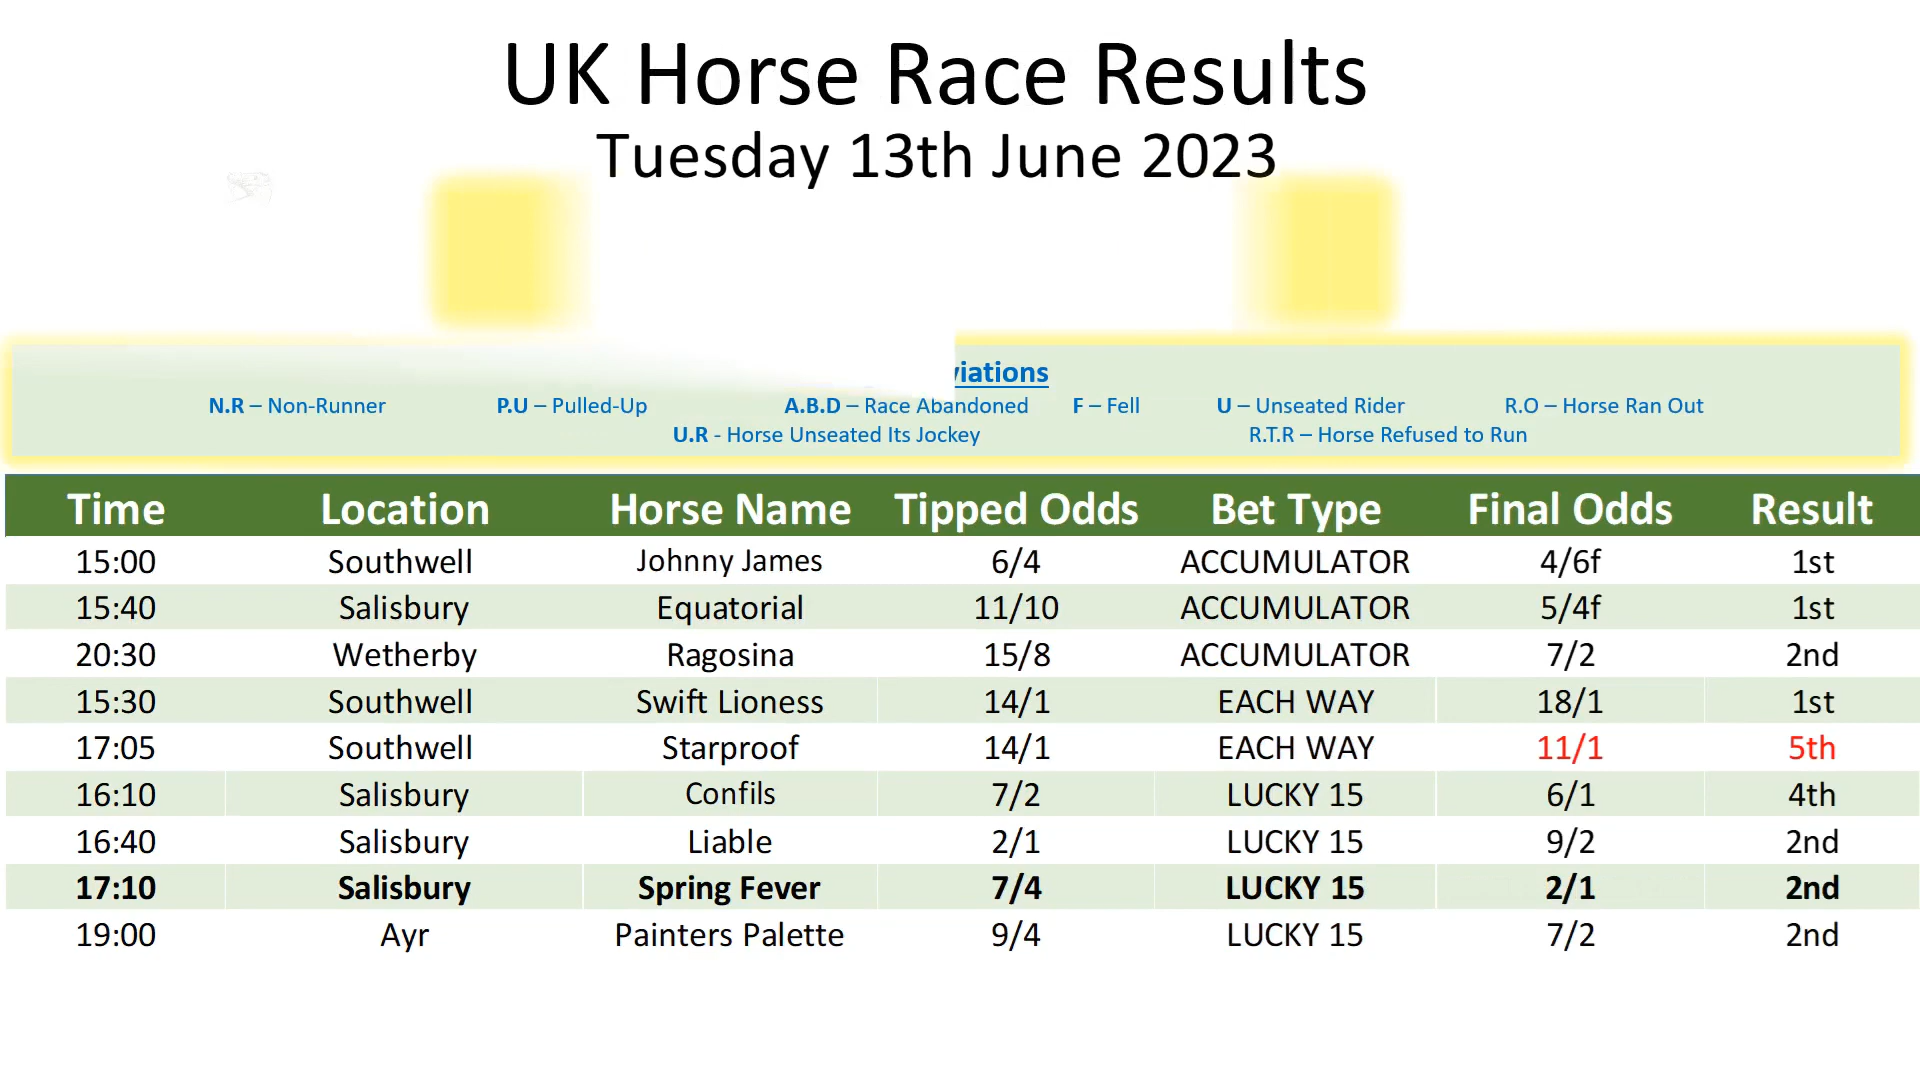 UK Horse Race Results
Tuesday 13th June 2023
viations
N.R – Non-Runner P.U – Pulled-Up A.B.D – Race Abandoned F – Fell U – Unseated Rider R.O – Horse Ran Out
U.R - Horse Unseated Its Jockey R.T.R – Horse Refused to Run
Time Location Horse Name Tipped Odds Bet Type Final Odds Result
15:00 Southwell Johnny James 6/4 ACCUMULATOR 4/6f 1st
15:40 Salisbury Equatorial 11/10 ACCUMULATOR 5/4f 1st
20:30 Wetherby Ragosina 15/8 ACCUMULATOR 7/2 2nd
15:30 Southwell Swift Lioness 14/1 EACH WAY 18/1 1st
17:05 Southwell Starproof 14/1 EACH WAY 11/1 5th
16:10 Salisbury Confils 7/2 LUCKY 15 6/1 4th
16:40 Salisbury Liable 2/1 LUCKY 15 9/2 2nd
17:10 Salisbury Spring Fever 7/4 LUCKY 15 2/1 2nd
19:00 Ayr Painters Palette 9/4 LUCKY 15 7/2 2nd